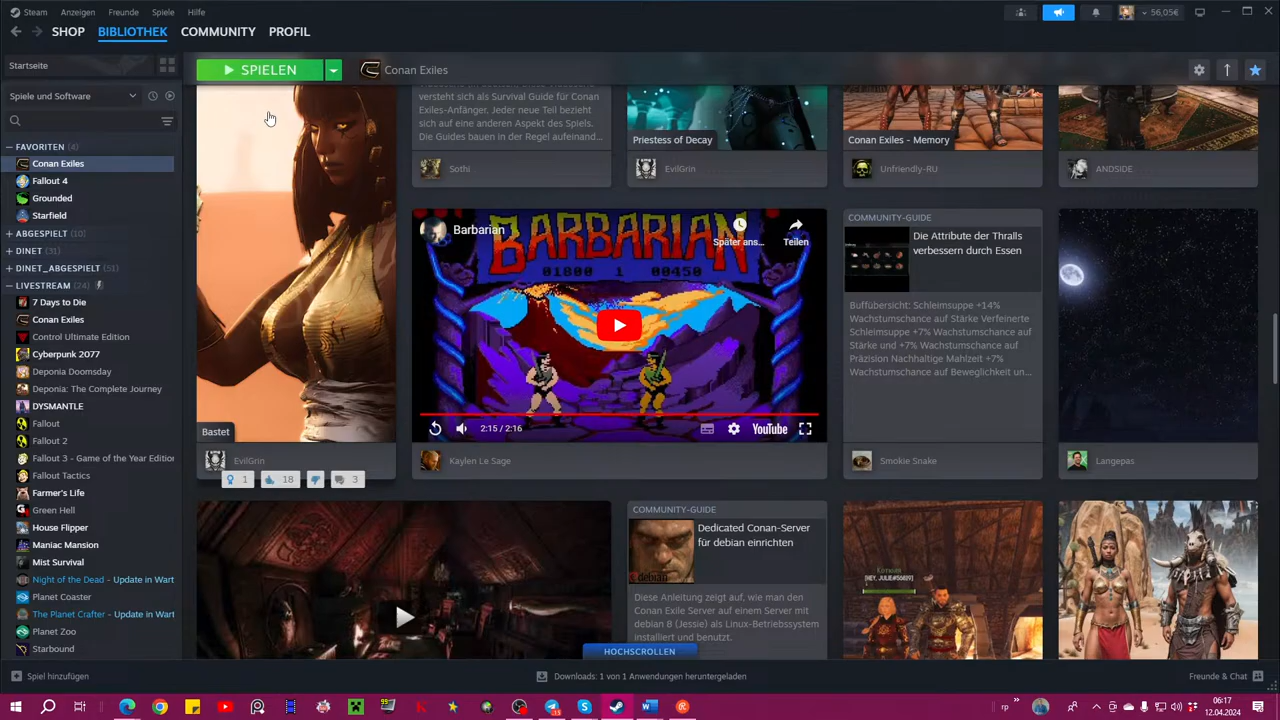 Steam Anzeigen Freunde Spiele Hilfe
56,05€
SHOP BIBLIOTHEK COMMUNITY PROFIL
Startseite
SPIELEN
Conan Exiles
Spiele und Software
FAVORITEN (4)
Conan Exiles
Fallout 4
Grounded
Starfield
ABGESPIELT (10)
DINET (31)
DINET_ABGESPIELT (51)
LIVESTREAM (24)
7 Days to Die
Conan Exiles
Control Ultimate Edition
Cyberpunk 2077
Deponia Doomsday
Deponia: The Complete Journey
DYSMANTLE
Fallout
Fallout 2
Fallout 3 - Game of the Year Edition
Fallout Tactics
Farmer's Life
Green Hell
House Flipper
Maniac Mansion
Mist Survival
Night of the Dead - Update in Wart
Planet Coaster
The Planet Crafter - Update in Wart
Planet Zoo
Starbound
Bastet
EvilGrin
1 18 3
versteht sich als Survival Guide für Conan
Exiles-Anfänger. Jeder neue Teil bezieht
sich auf eine anderen Aspekt des Spiels.
Die Guides bauen in der Regel aufeinand...
Sothi
Priestess of Decay
EvilGrin
Conan Exiles - Memory
Unfriendly-RU
ANDSIDE
Barbarian
BARBARIAN
01800 1 00450
Später ans...
Teilen
2:15 / 2:16
YouTube
Kaylen Le Sage
COMMUNITY-GUIDE
Die Attribute der Thralls
verbessern durch Essen
Buffübersicht: Schleimsuppe +14%
Wachstumschance auf Stärke Verfeinerte
Schleimsuppe +7% Wachstumschance auf
Stärke und +7% Wachstumschance auf
Präzision Nachhaltige Mahlzeit +7%
Wachstumschance auf Beweglichkeit un...
Smokie Snake
Langepas
COMMUNITY-GUIDE
Dedicated Conan-Server
für debian einrichten
debian
Diese Anleitung zeigt auf, wie man den
Conan Exile Server auf einem Server mit
debian 8 (Jessie) als Linux-Betriebssystem
installiert und benutzt.
HOCHSCROLLEN
Spiel hinzufügen
Downloads: 1 von 1 Anwendungen heruntergeladen
Freunde & Chat
rp
06:17
12.04.2024